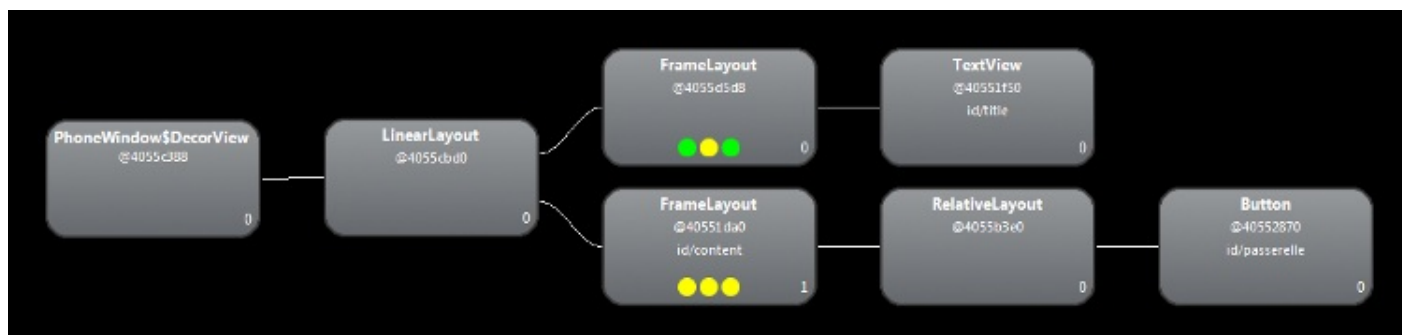 PhoneWindow$DecorView
@4055c388
0
LinearLayout
@4055cbd0
0
FrameLayout
@4055d5d8
0
TextView
@40551f50
id/title
0
FrameLayout
@40551da0
id/content
1
RelativeLayout
@4055b3e0
0
Button
@40552870
id/passerelle
0